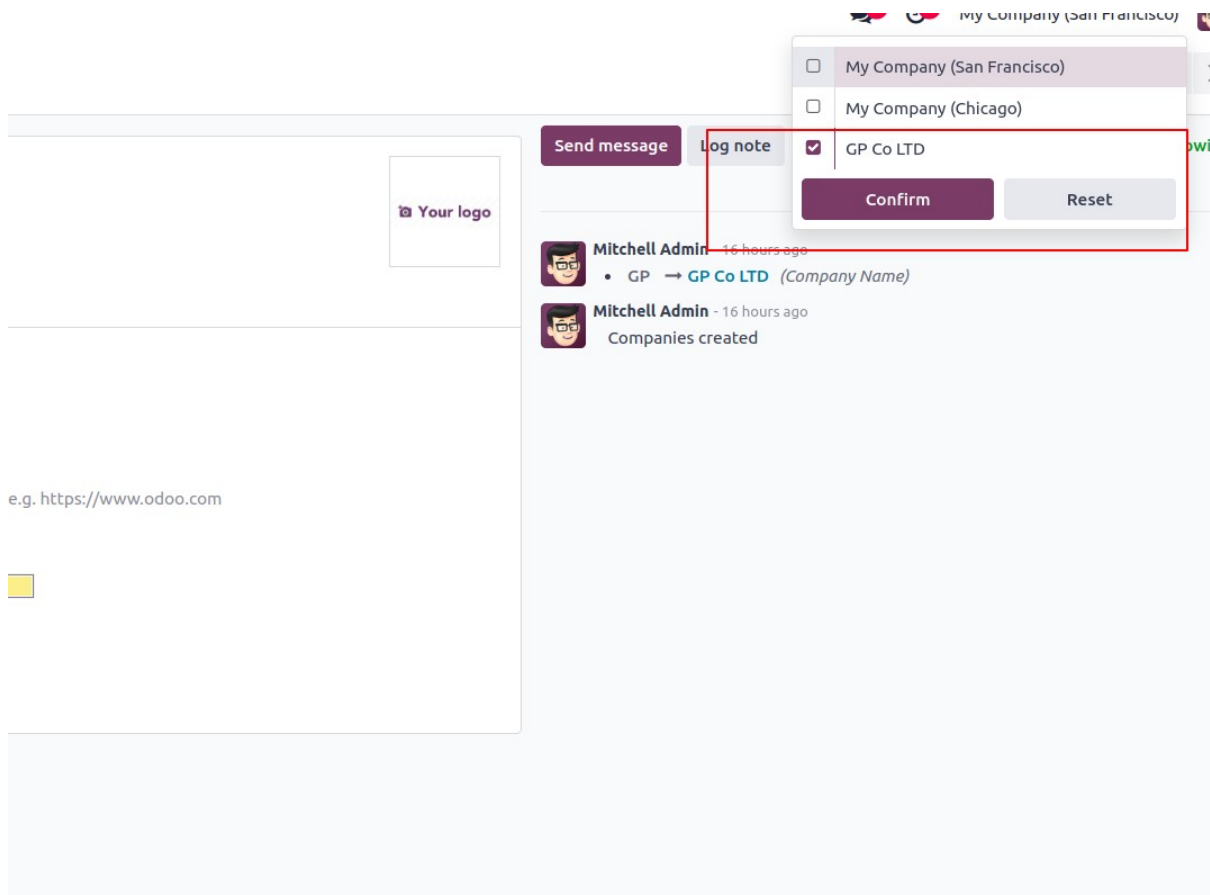 My Company (San Francisco)
My Company (San Francisco)
My Company (Chicago)
GP Co LTD
Confirm
Reset
Send message
Log note
Your logo
Mitchell Admin - 16 hours ago
• GP → GP Co LTD (Company Name)
Mitchell Admin - 16 hours ago
Companies created
e.g. https://www.odoo.com